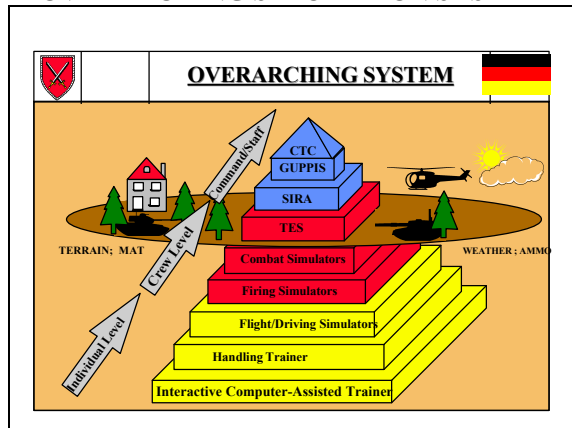 OVERARCHING SYSTEM
Command/Staff
CTC
GUPPIS
SIRA
TES
TERRAIN; MAT
WEATHER ; AMMO
Crew Level
Combat Simulators
Firing Simulators
Individual Level
Flight/Driving Simulators
Handling Trainer
Interactive Computer-Assisted Trainer